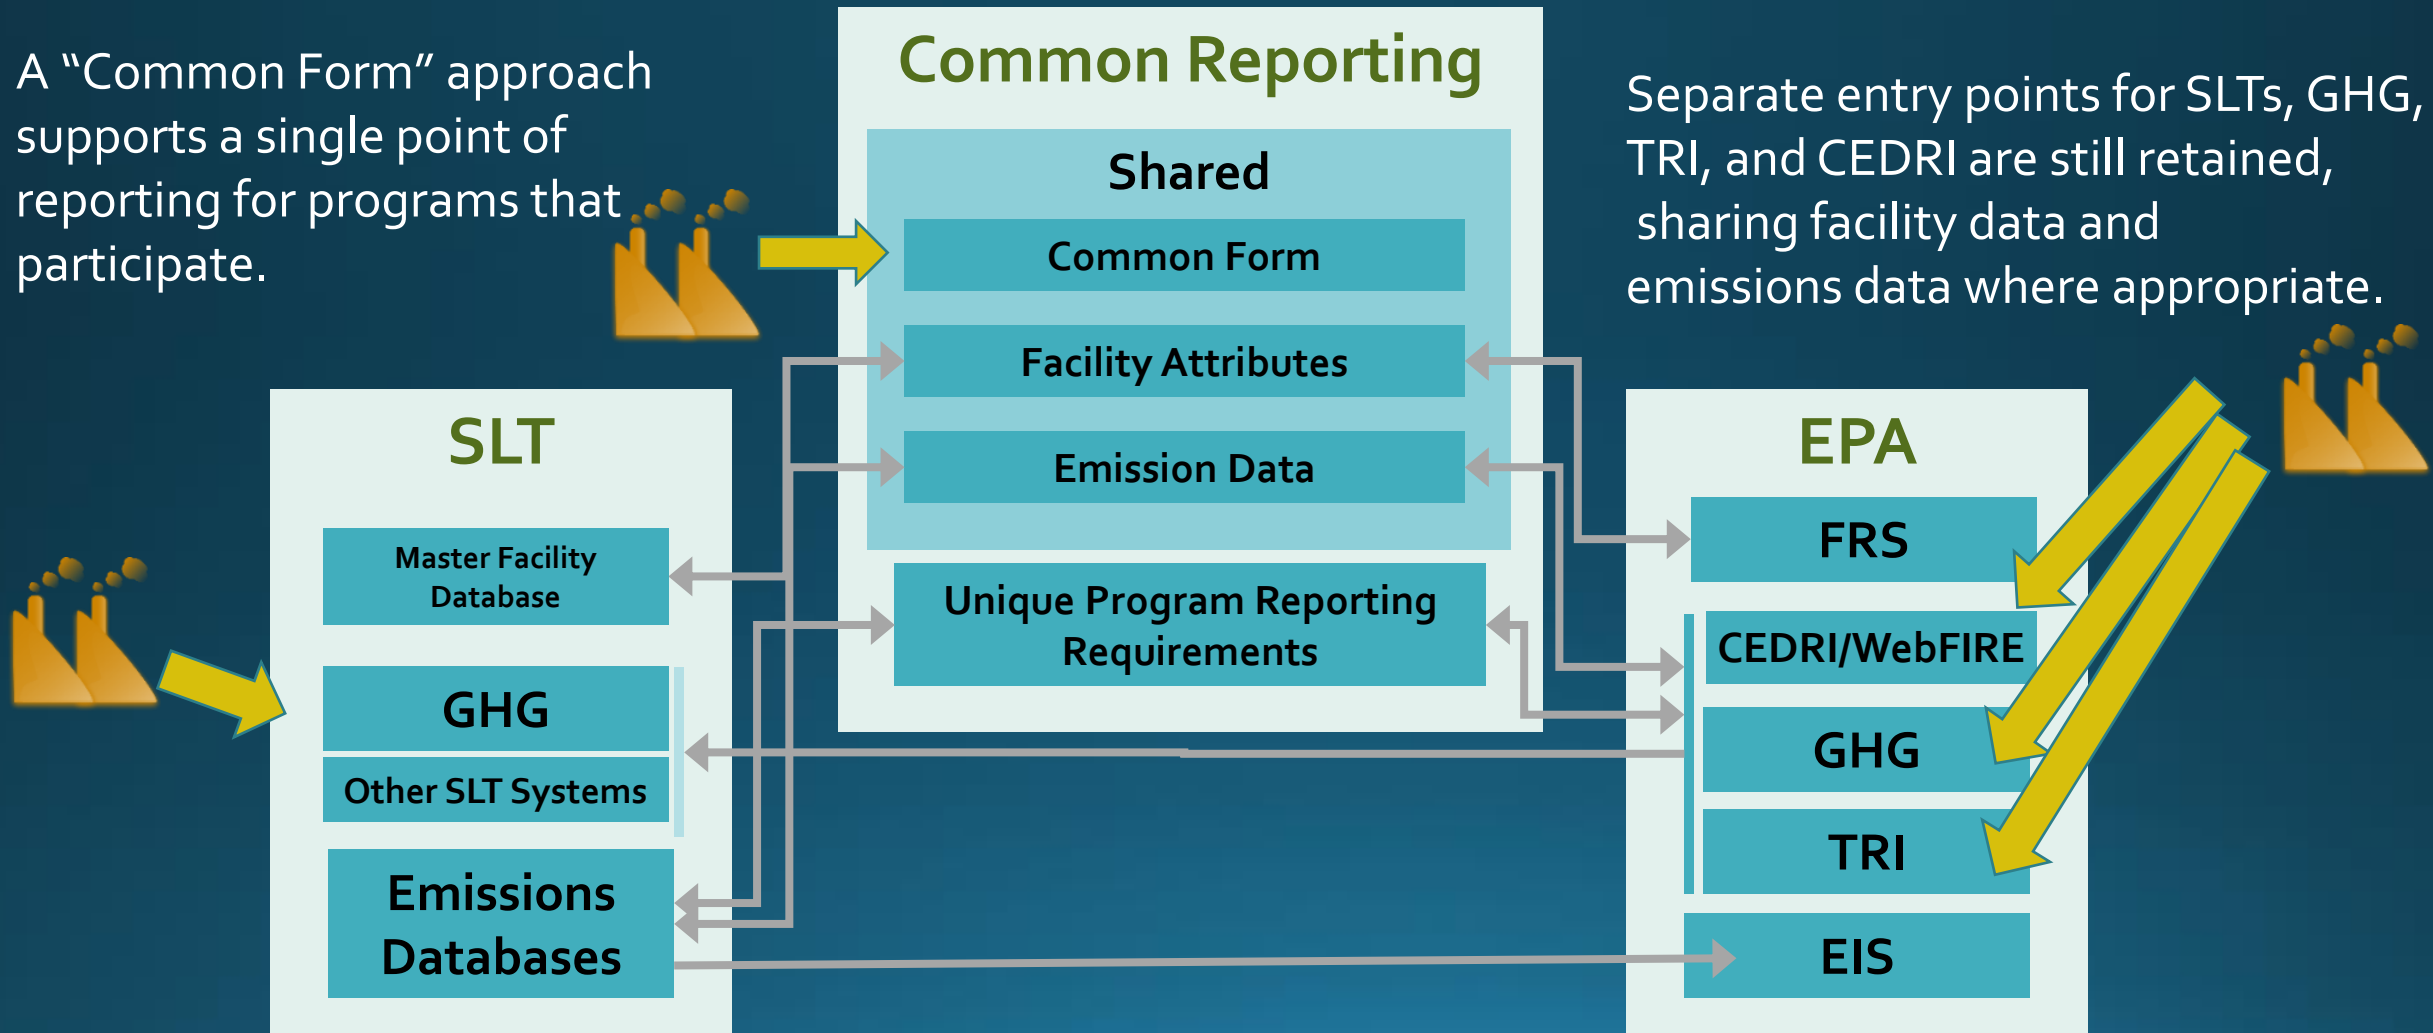 A “Common Form” approach
supports a single point of
reporting for programs that
participate.
Common Reporting
Shared
Common Form
Facility Attributes
Emission Data
Unique Program Reporting
Requirements
Separate entry points for SLTs, GHG,
TRI, and CEDRI are still retained,
sharing facility data and
emissions data where appropriate.
SLT
Master Facility
Database
GHG
Other SLT Systems
Emissions
Databases
EPA
FRS
CEDRI/WebFIRE
GHG
TRI
EIS